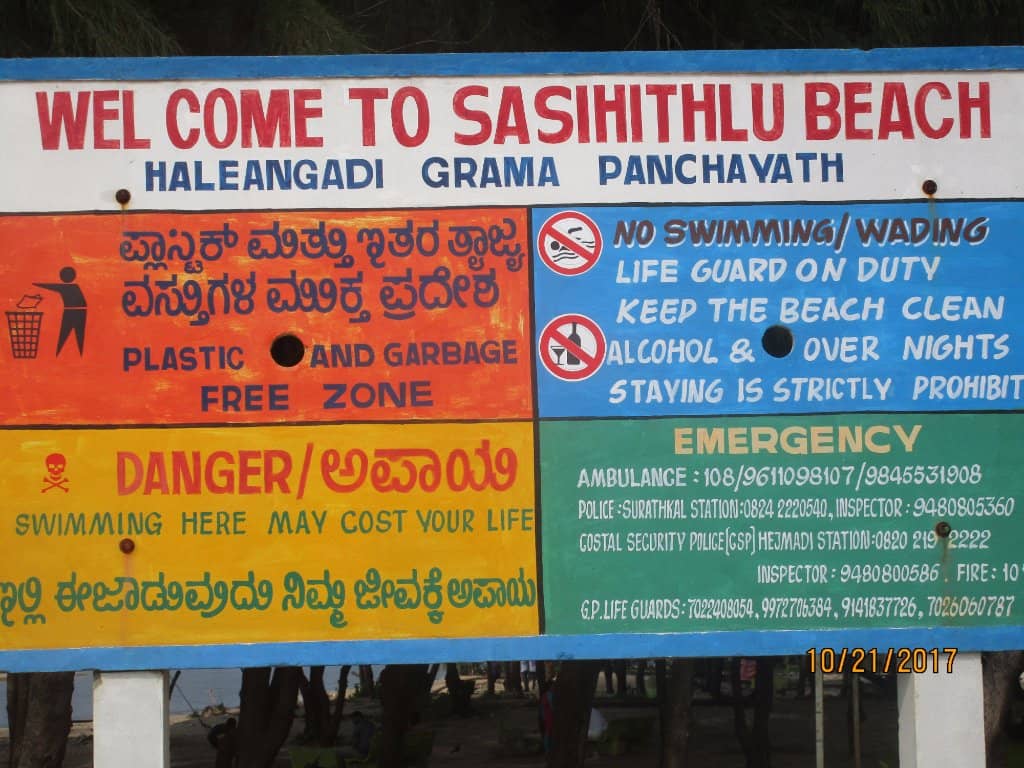 WEL COME TO SASIHITHLU BEACH
HALEANGADI GRAMA PANCHAYATH
ಪ್ಲಾಸ್ಟಿಕ್ ಮತ್ತು ಇತರ ತ್ಯಾಜ್ಯ
ವಸ್ತುಗಳ ಮುಕ್ತ ಪ್ರದೇಶ
PLASTIC AND GARBAGE
FREE ZONE
NO SWIMMING/WADING
LIFE GUARD ON DUTY
KEEP THE BEACH CLEAN
ALCOHOL & OVER NIGHTS
STAYING IS STRICTLY PROHIBIT
DANGER/ಅಪಾಯ
SWIMMING HERE MAY COST YOUR LIFE
ಇಲ್ಲಿ ಈಜಾಡುವುದು ನಿಮ್ಮ ಜೀವಕ್ಕೆ ಅಪಾಯ
EMERGENCY
AMBULANCE : 108/9611098107/9845531908
POLICE : SURATHKAL STATION:0824 2220540., INSPECTOR : 9480805360
COSTAL SECURITY POLICE[GSP] HEJMADI STATION:0820 219 2222
INSPECTOR : 9480800586 FIRE : 10
G.P. LIFE GUARDS : 7022408054, 9972706384, 9141837726, 7026060787
10/21/2017